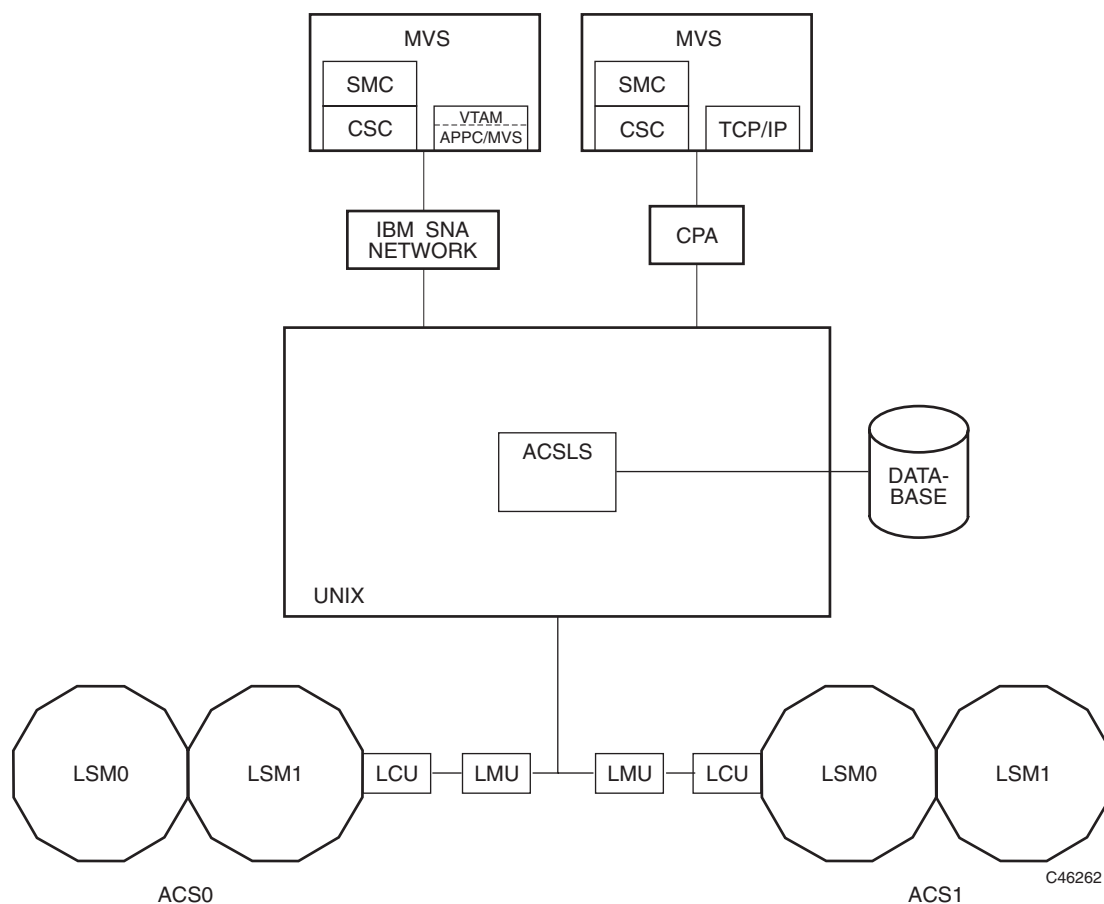 MVS
SMC
CSC
VTAM
APPC/MVS
MVS
SMC
CSC
TCP/IP
IBM SNA
NETWORK
CPA
ACSLS
DATA-
BASE
UNIX
LSM0
LSM1
LCU
LMU
LMU
LCU
LSM0
LSM1
C46262
ACS0
ACS1